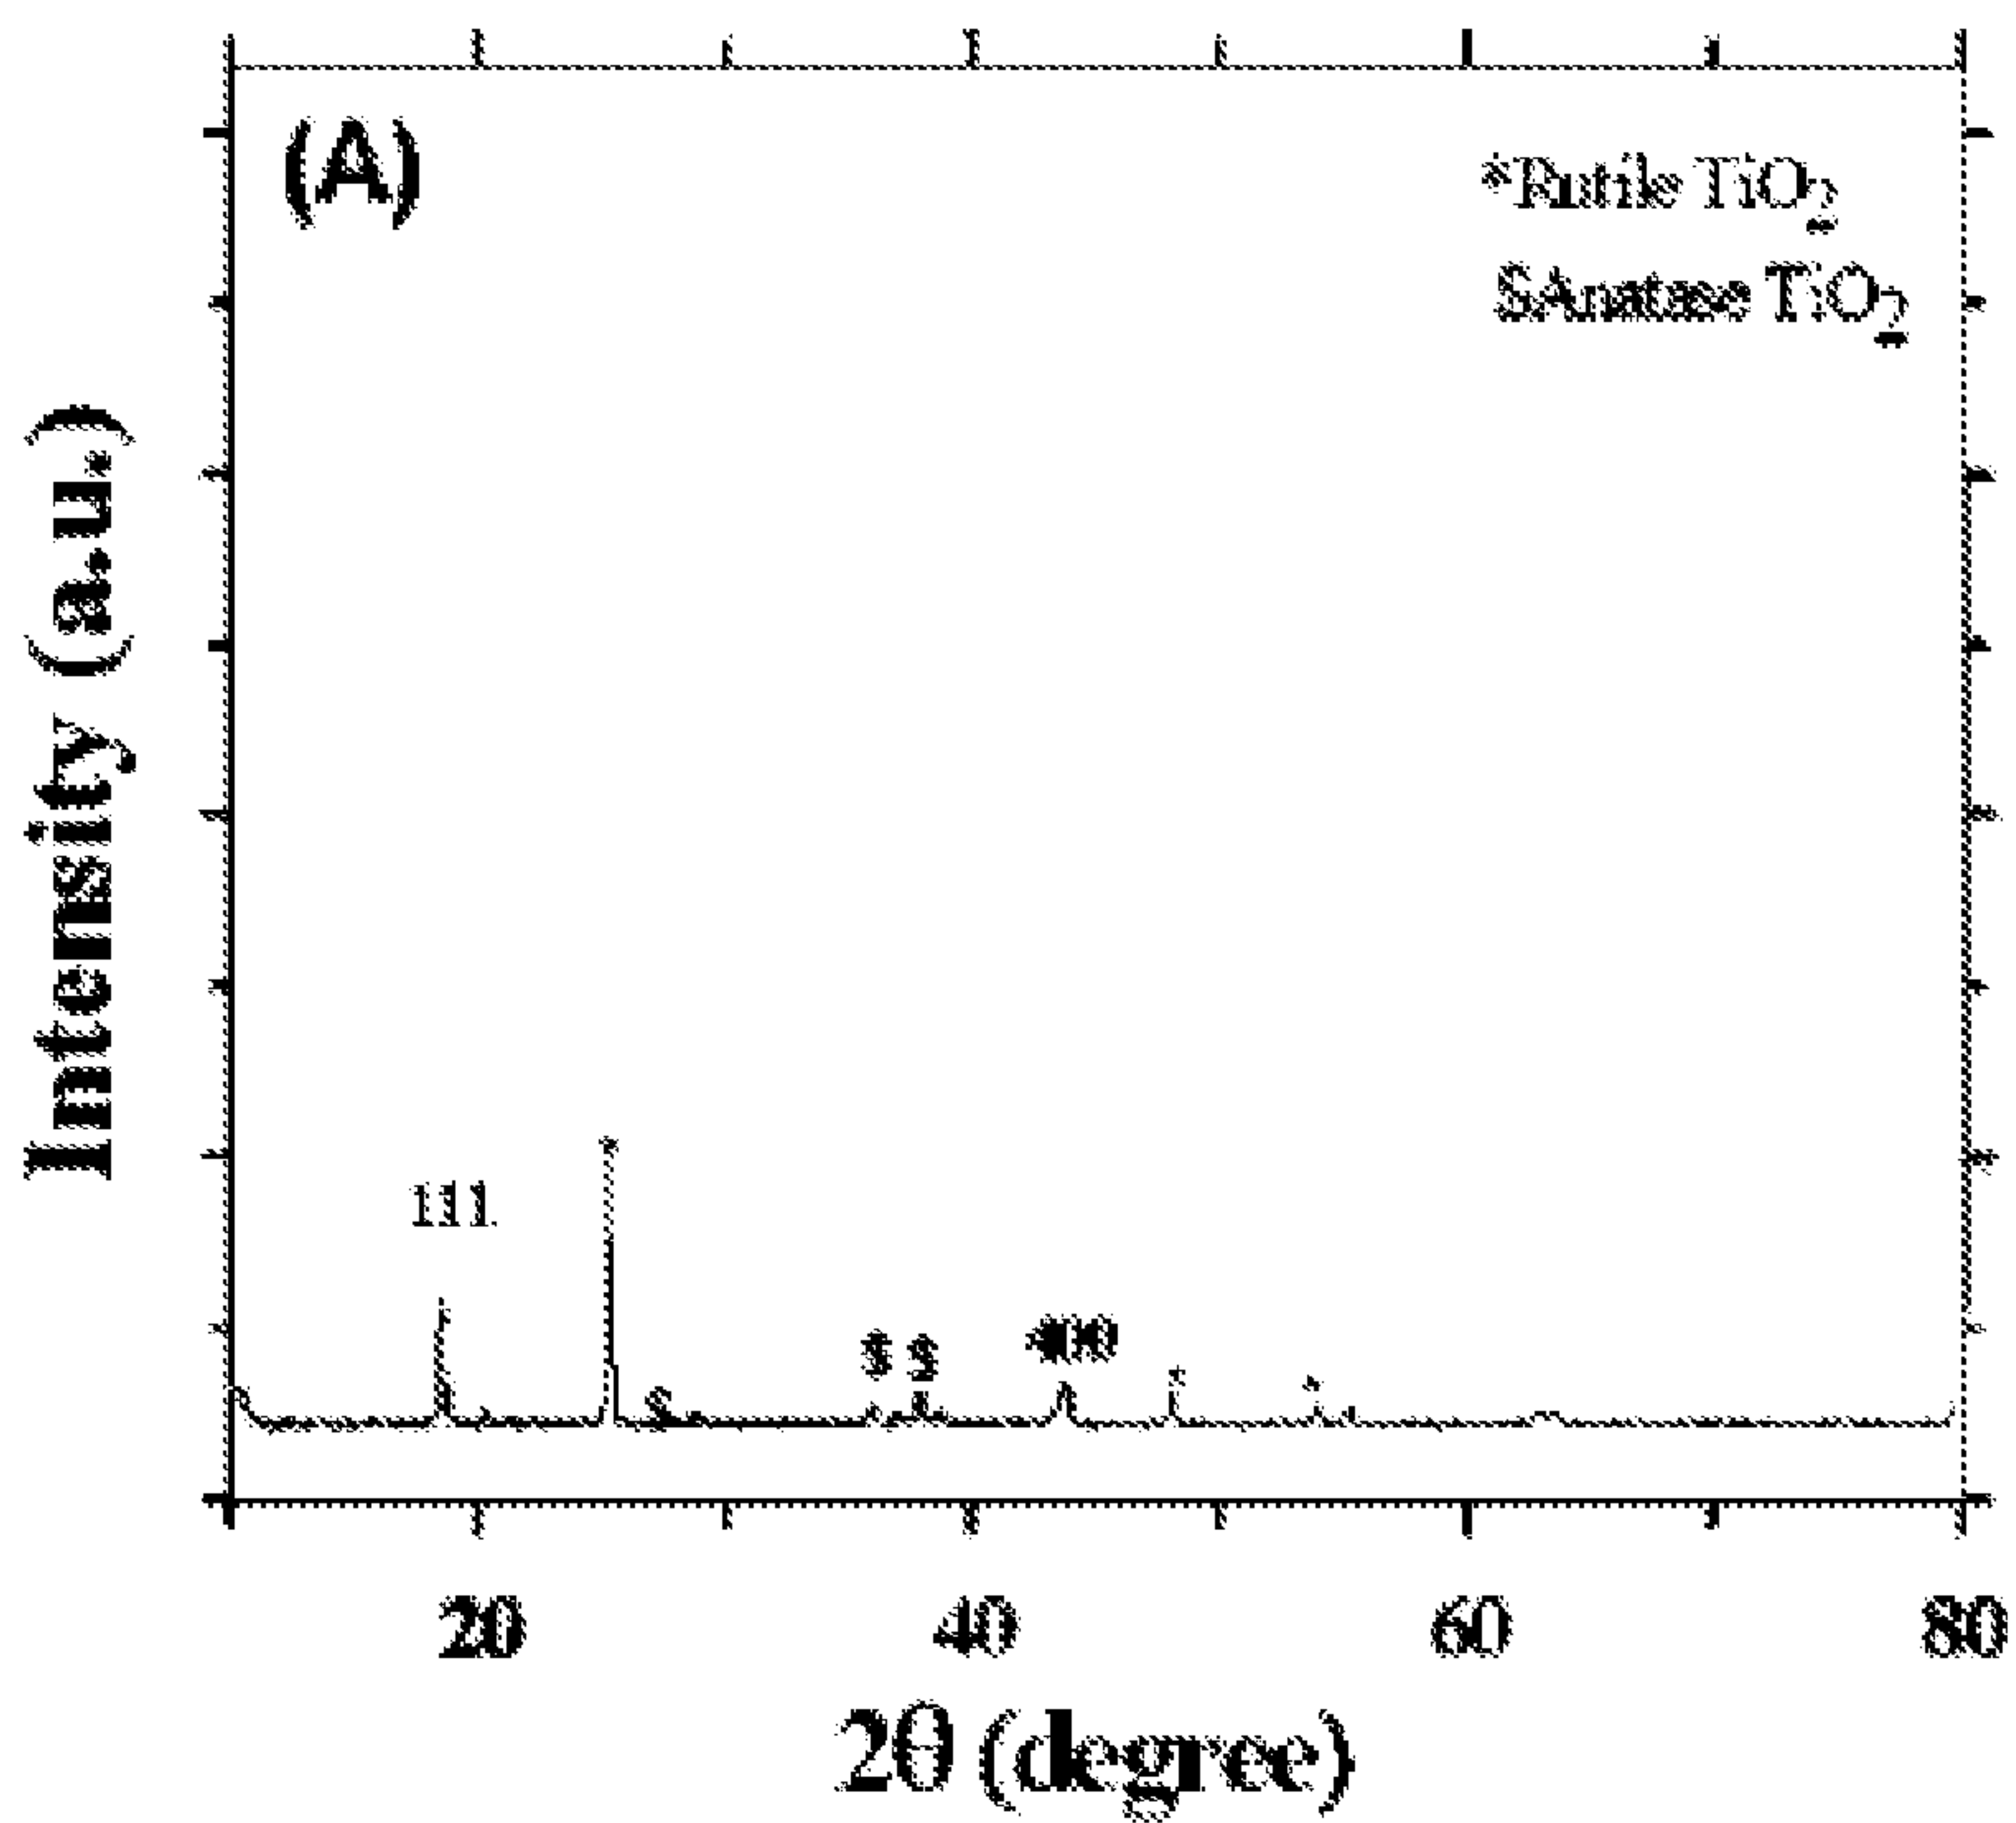 (A)
*Rutile TiO2
$Anatase TiO2
Intensity (a.u.)
*
111
$ $
400
$
*
*
20 40 60 80
2θ (degree)